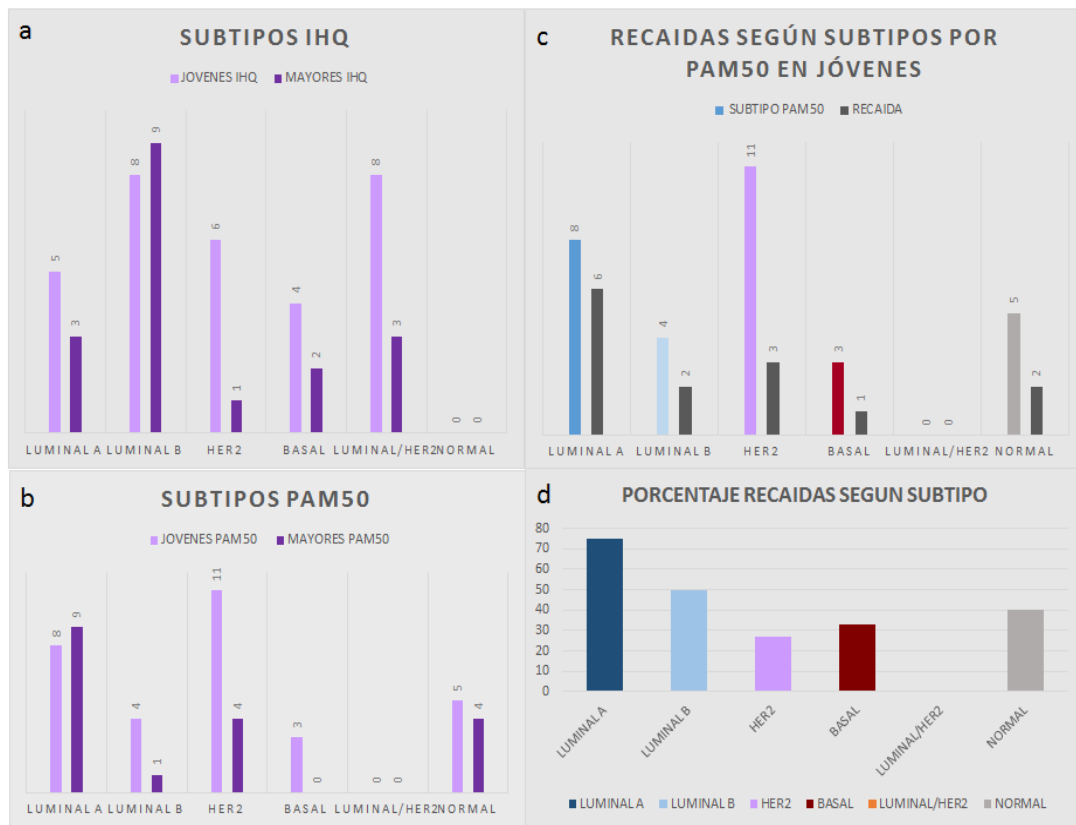 a
SUBTIPOS IHQ
JOVENES IHQ MAYORES IHQ
5 3 8 9 6 1 4 2 8 3 0 0
LUMINAL A LUMINAL B HER2 BASAL LUMINAL/HER2 NORMAL
b
SUBTIPOS PAM50
JOVENES PAM50 MAYORES PAM50
8 9 4 1 11 4 3 0 0 0 5 4
LUMINAL A LUMINAL B HER2 BASAL LUMINAL/HER2 NORMAL
c
RECAIDAS SEGÚN SUBTIPOS POR
PAM50 EN JÓVENES
SUBTIPO PAM50 RECAIDA
8 6 4 2 11 3 3 1 0 0 5 2
LUMINAL A LUMINAL B HER2 BASAL LUMINAL/HER2 NORMAL
d
PORCENTAJE RECAIDAS SEGUN SUBTIPO
80
70
60
50
40
30
20
10
0
LUMINAL A LUMINAL B HER2 BASAL LUMINAL/HER2 NORMAL
LUMINAL A LUMINAL B HER2 BASAL LUMINAL/HER2 NORMAL